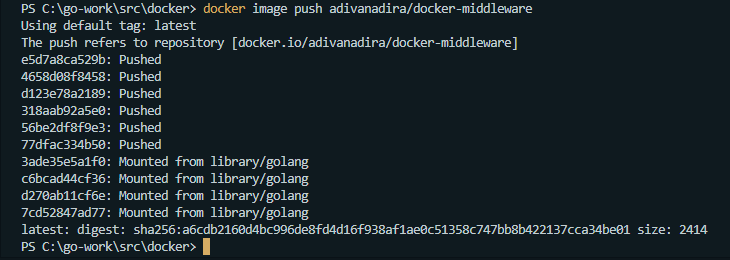 PS C:\go-work\src\docker> docker image push adivanadira/docker-middleware
Using default tag: latest
The push refers to repository [docker.io/adivanadira/docker-middleware]
e5d7a8ca529b: Pushed
4658d08f8458: Pushed
d123e78a2189: Pushed
318aab92a5e0: Pushed
56be2df8f9e3: Pushed
77dfac334b50: Pushed
3ade35e5a1f0: Mounted from library/golang
c6bcad44cf36: Mounted from library/golang
d270ab11cf6e: Mounted from library/golang
7cd52847ad77: Mounted from library/golang
latest: digest: sha256:a6cdb2160d4bc996de8fd4d16f938af1ae0c51358c747bb8b422137cca34be01 size: 2414
PS C:\go-work\src\docker>